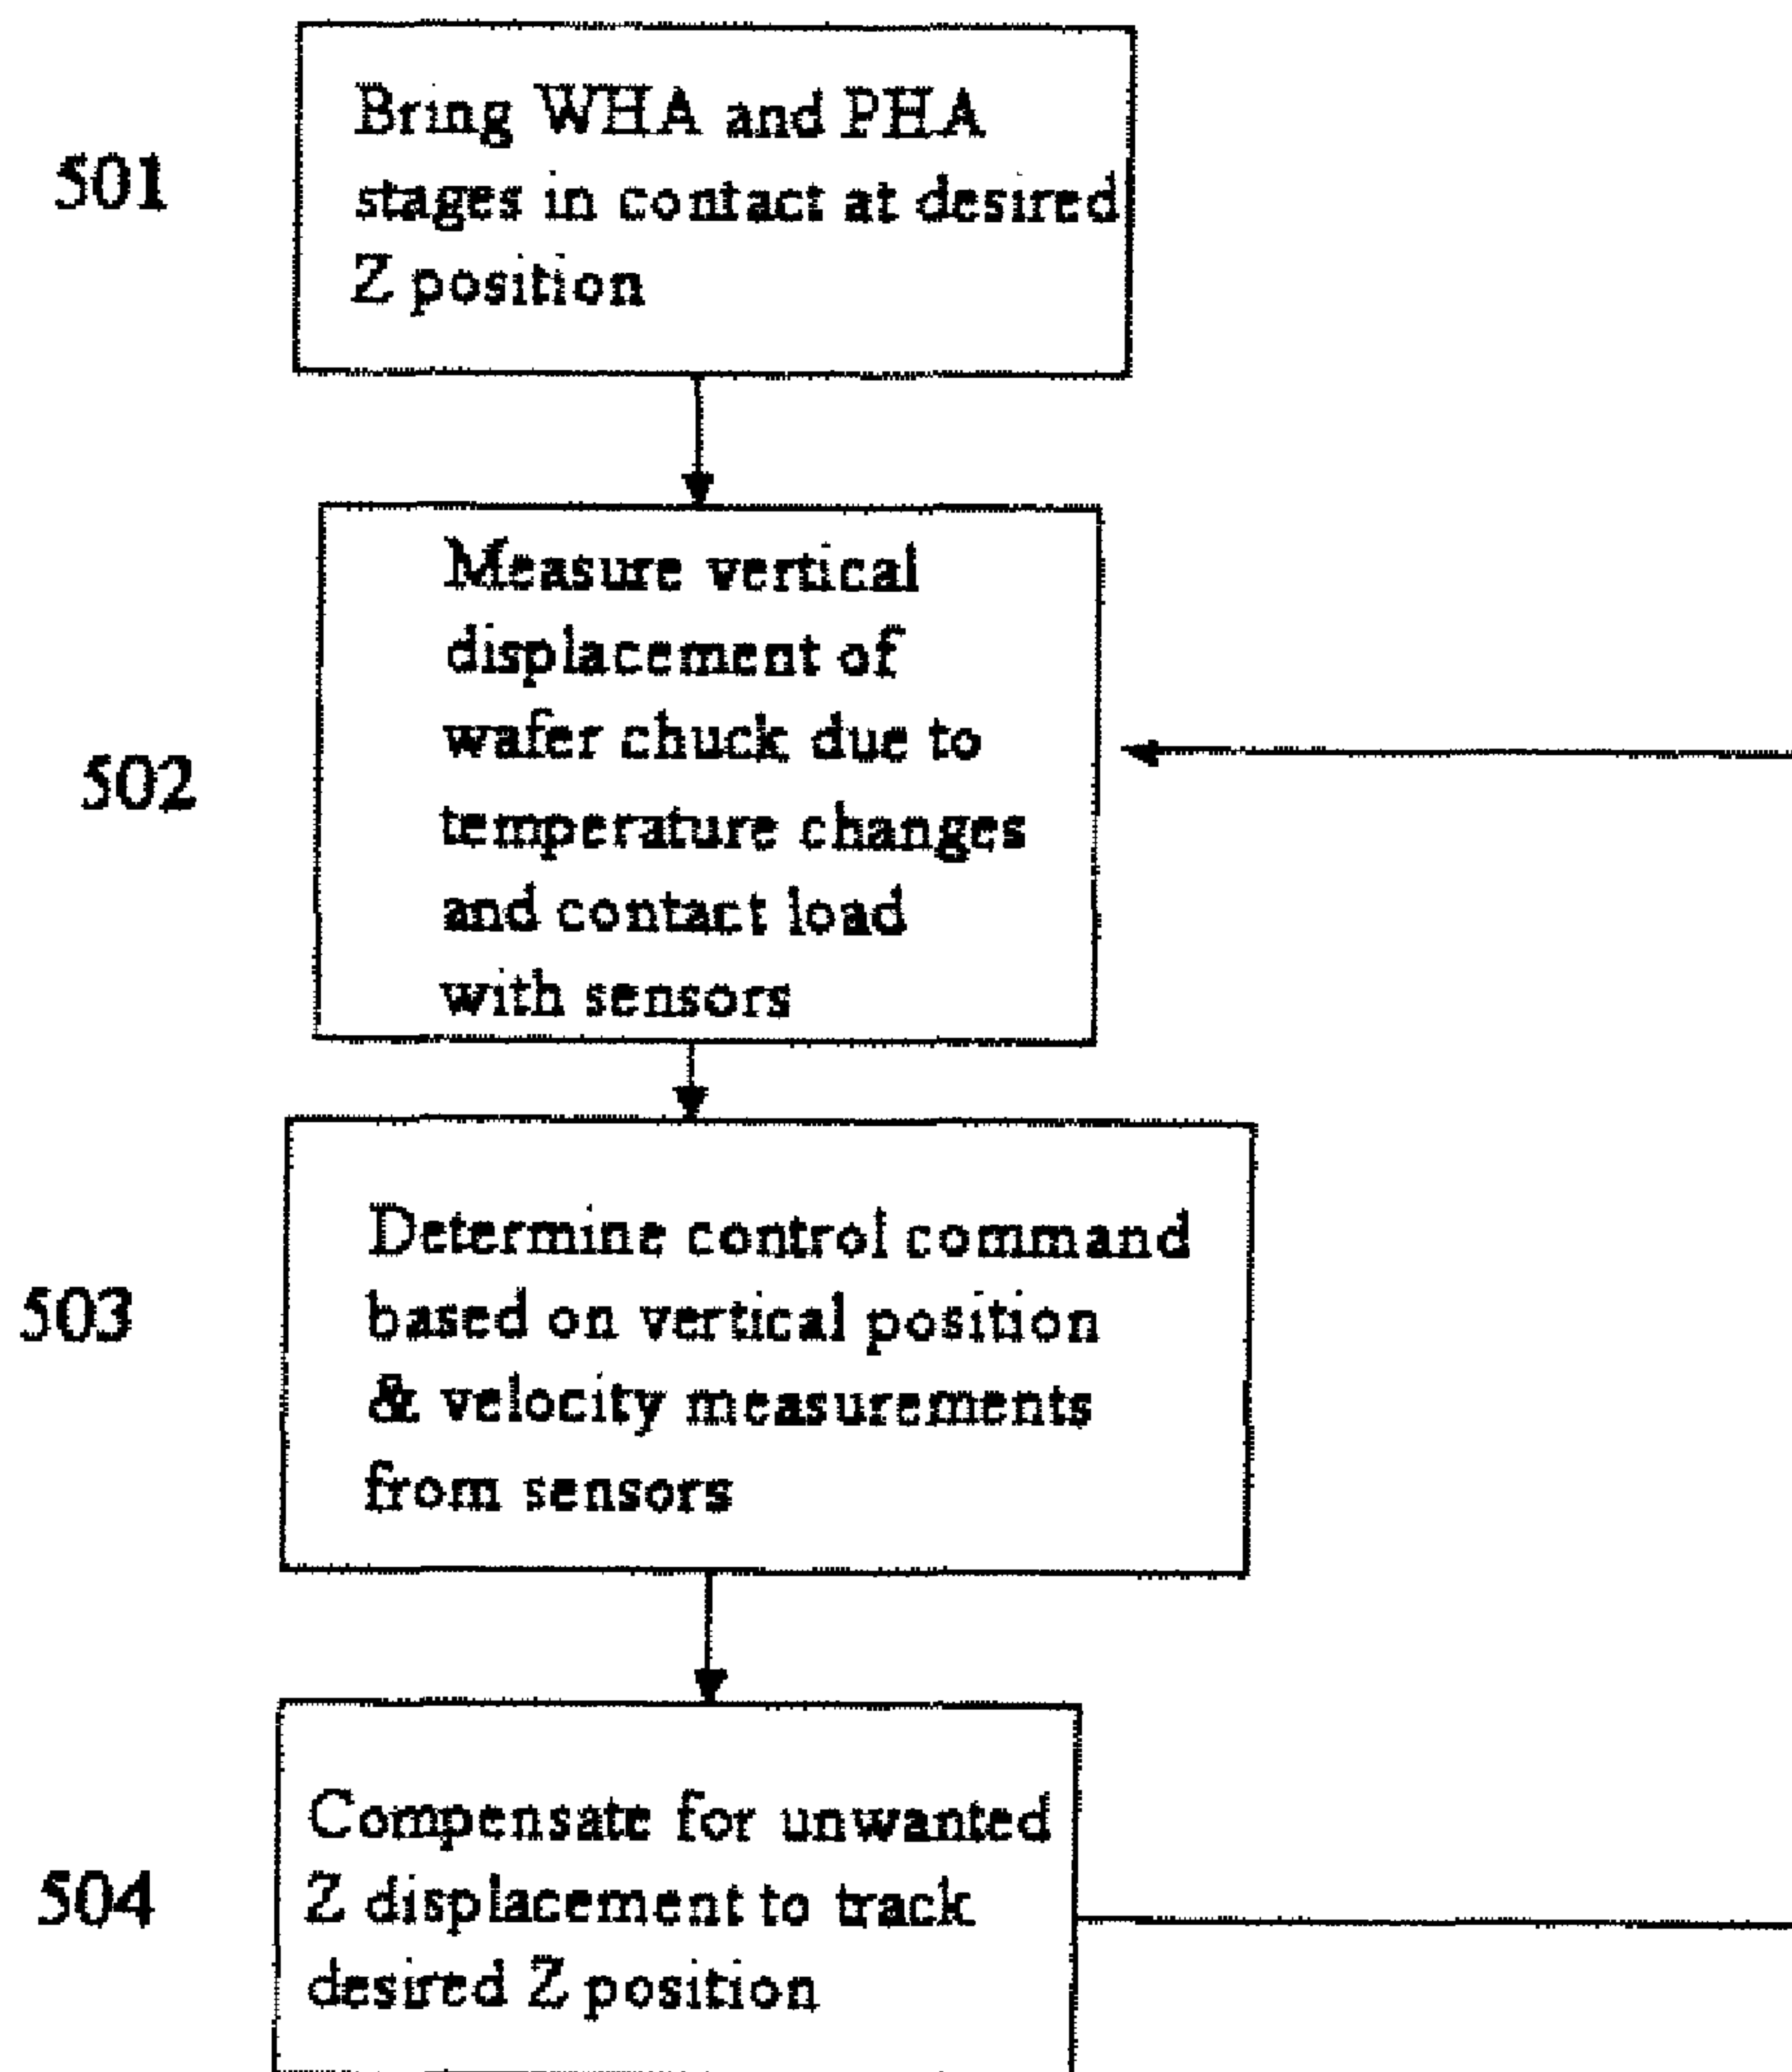 501
Bring WHA and PHA
stages in contact at desired
Z position
502
Measure vertical
displacement of
wafer chuck due to
temperature changes
and contact load
with sensors
503
Determine control command
based on vertical position
& velocity measurements
from sensors
504
Compensate for unwanted
Z displacement to track
desired Z position